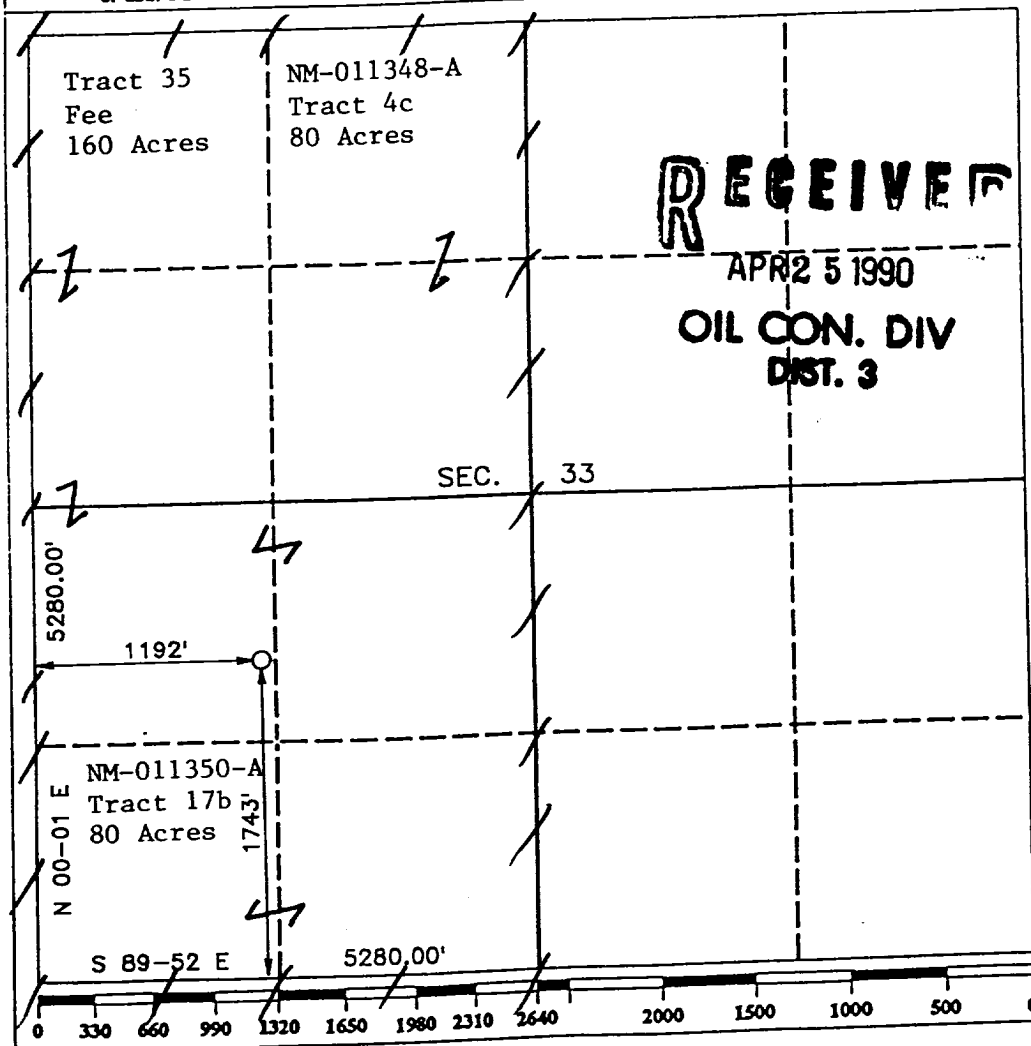 Tract 35
Fee
160 Acres
NM-011348-A
Tract 4c
80 Acres
RECEIVED
APR 25 1990
OIL CON. DIV
DIST. 3
SEC. 33
5280.00'
1192'
NM-011350-A
Tract 17b
80 Acres
1743'
N 00-01 E
S 89-52 E
5280.00'
0 330 660 990 1320 1650 1980 2310 2640 2000 1500 1000 500